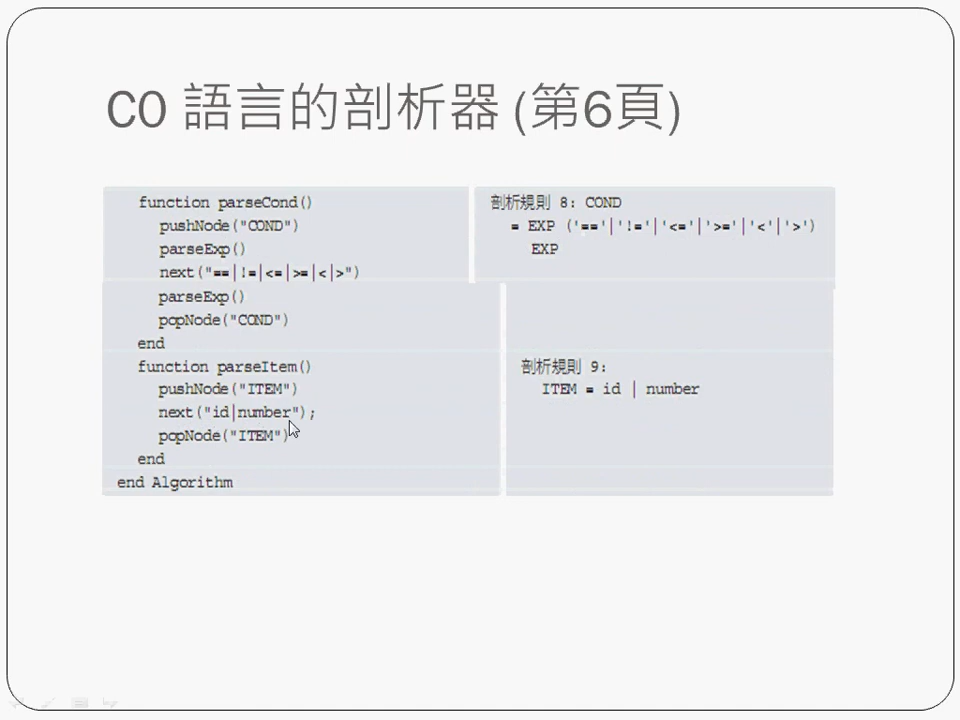 C0 語言的剖析器 (第6頁)
function parseCond()
pushNode("COND")
parseExp()
next("==|!=|<=|>=|<|>")
parseExp()
popNode("COND")
end
function parseItem()
pushNode("ITEM")
next("id|number");
popNode("ITEM")
end
end Algorithm
剖析規則 8: COND
= EXP ('=='|'!='|'<='|'>='|'<'|'>')
EXP
剖析規則 9:
ITEM = id | number